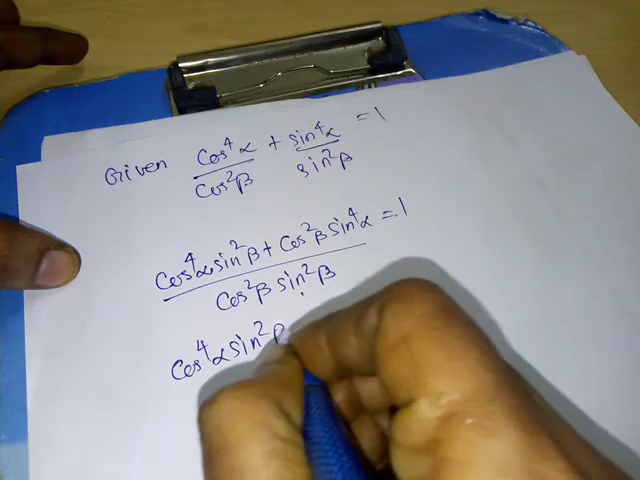 Given cos⁴α/cos²β + sin⁴α/sin²β = 1
cos⁴α sin²β + cos²β sin⁴α / cos²β sin²β = 1
cos⁴α sin²β